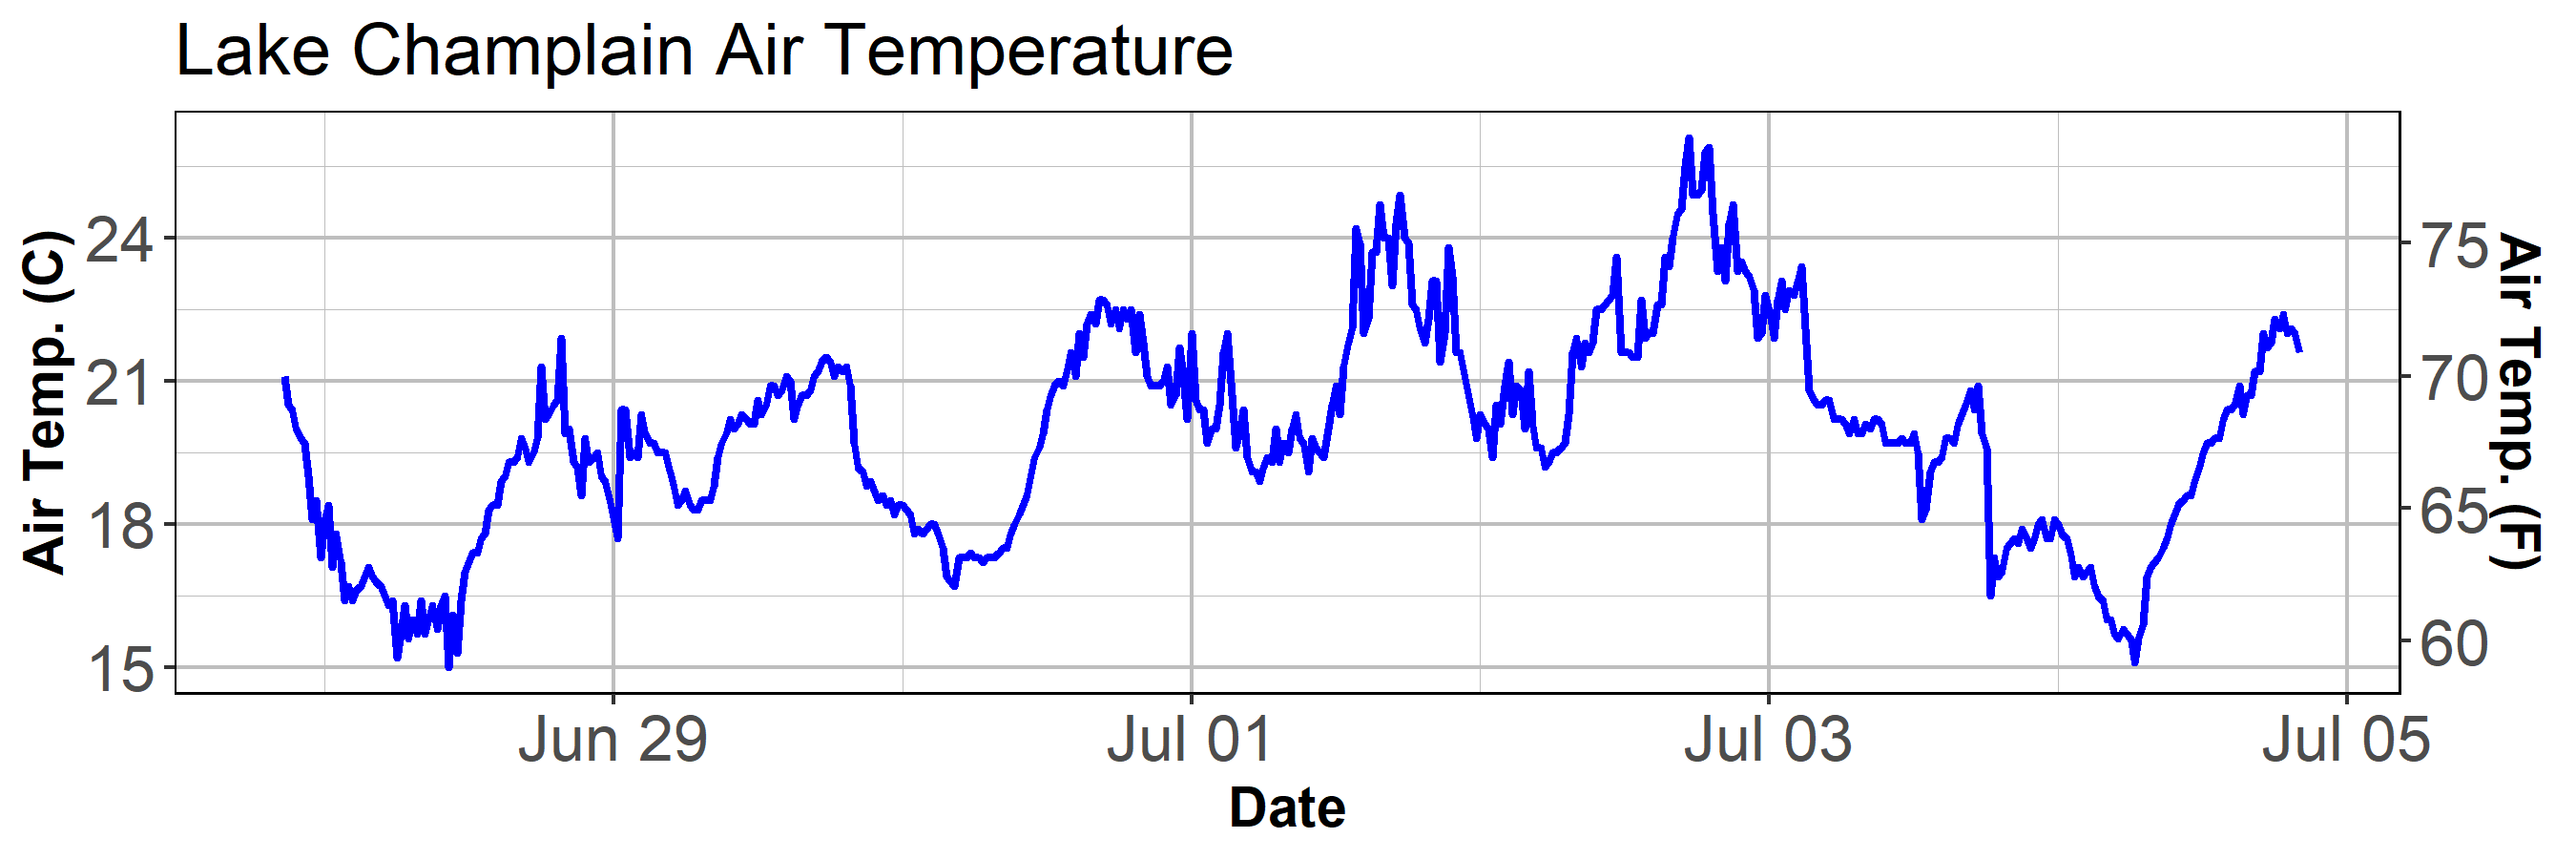 Lake Champlain Air Temperature
Air Temp. (C)
24
21
18
15
75
70
65
60
Air Temp. (F)
Jun 29
Jul 01
Jul 03
Jul 05
Date